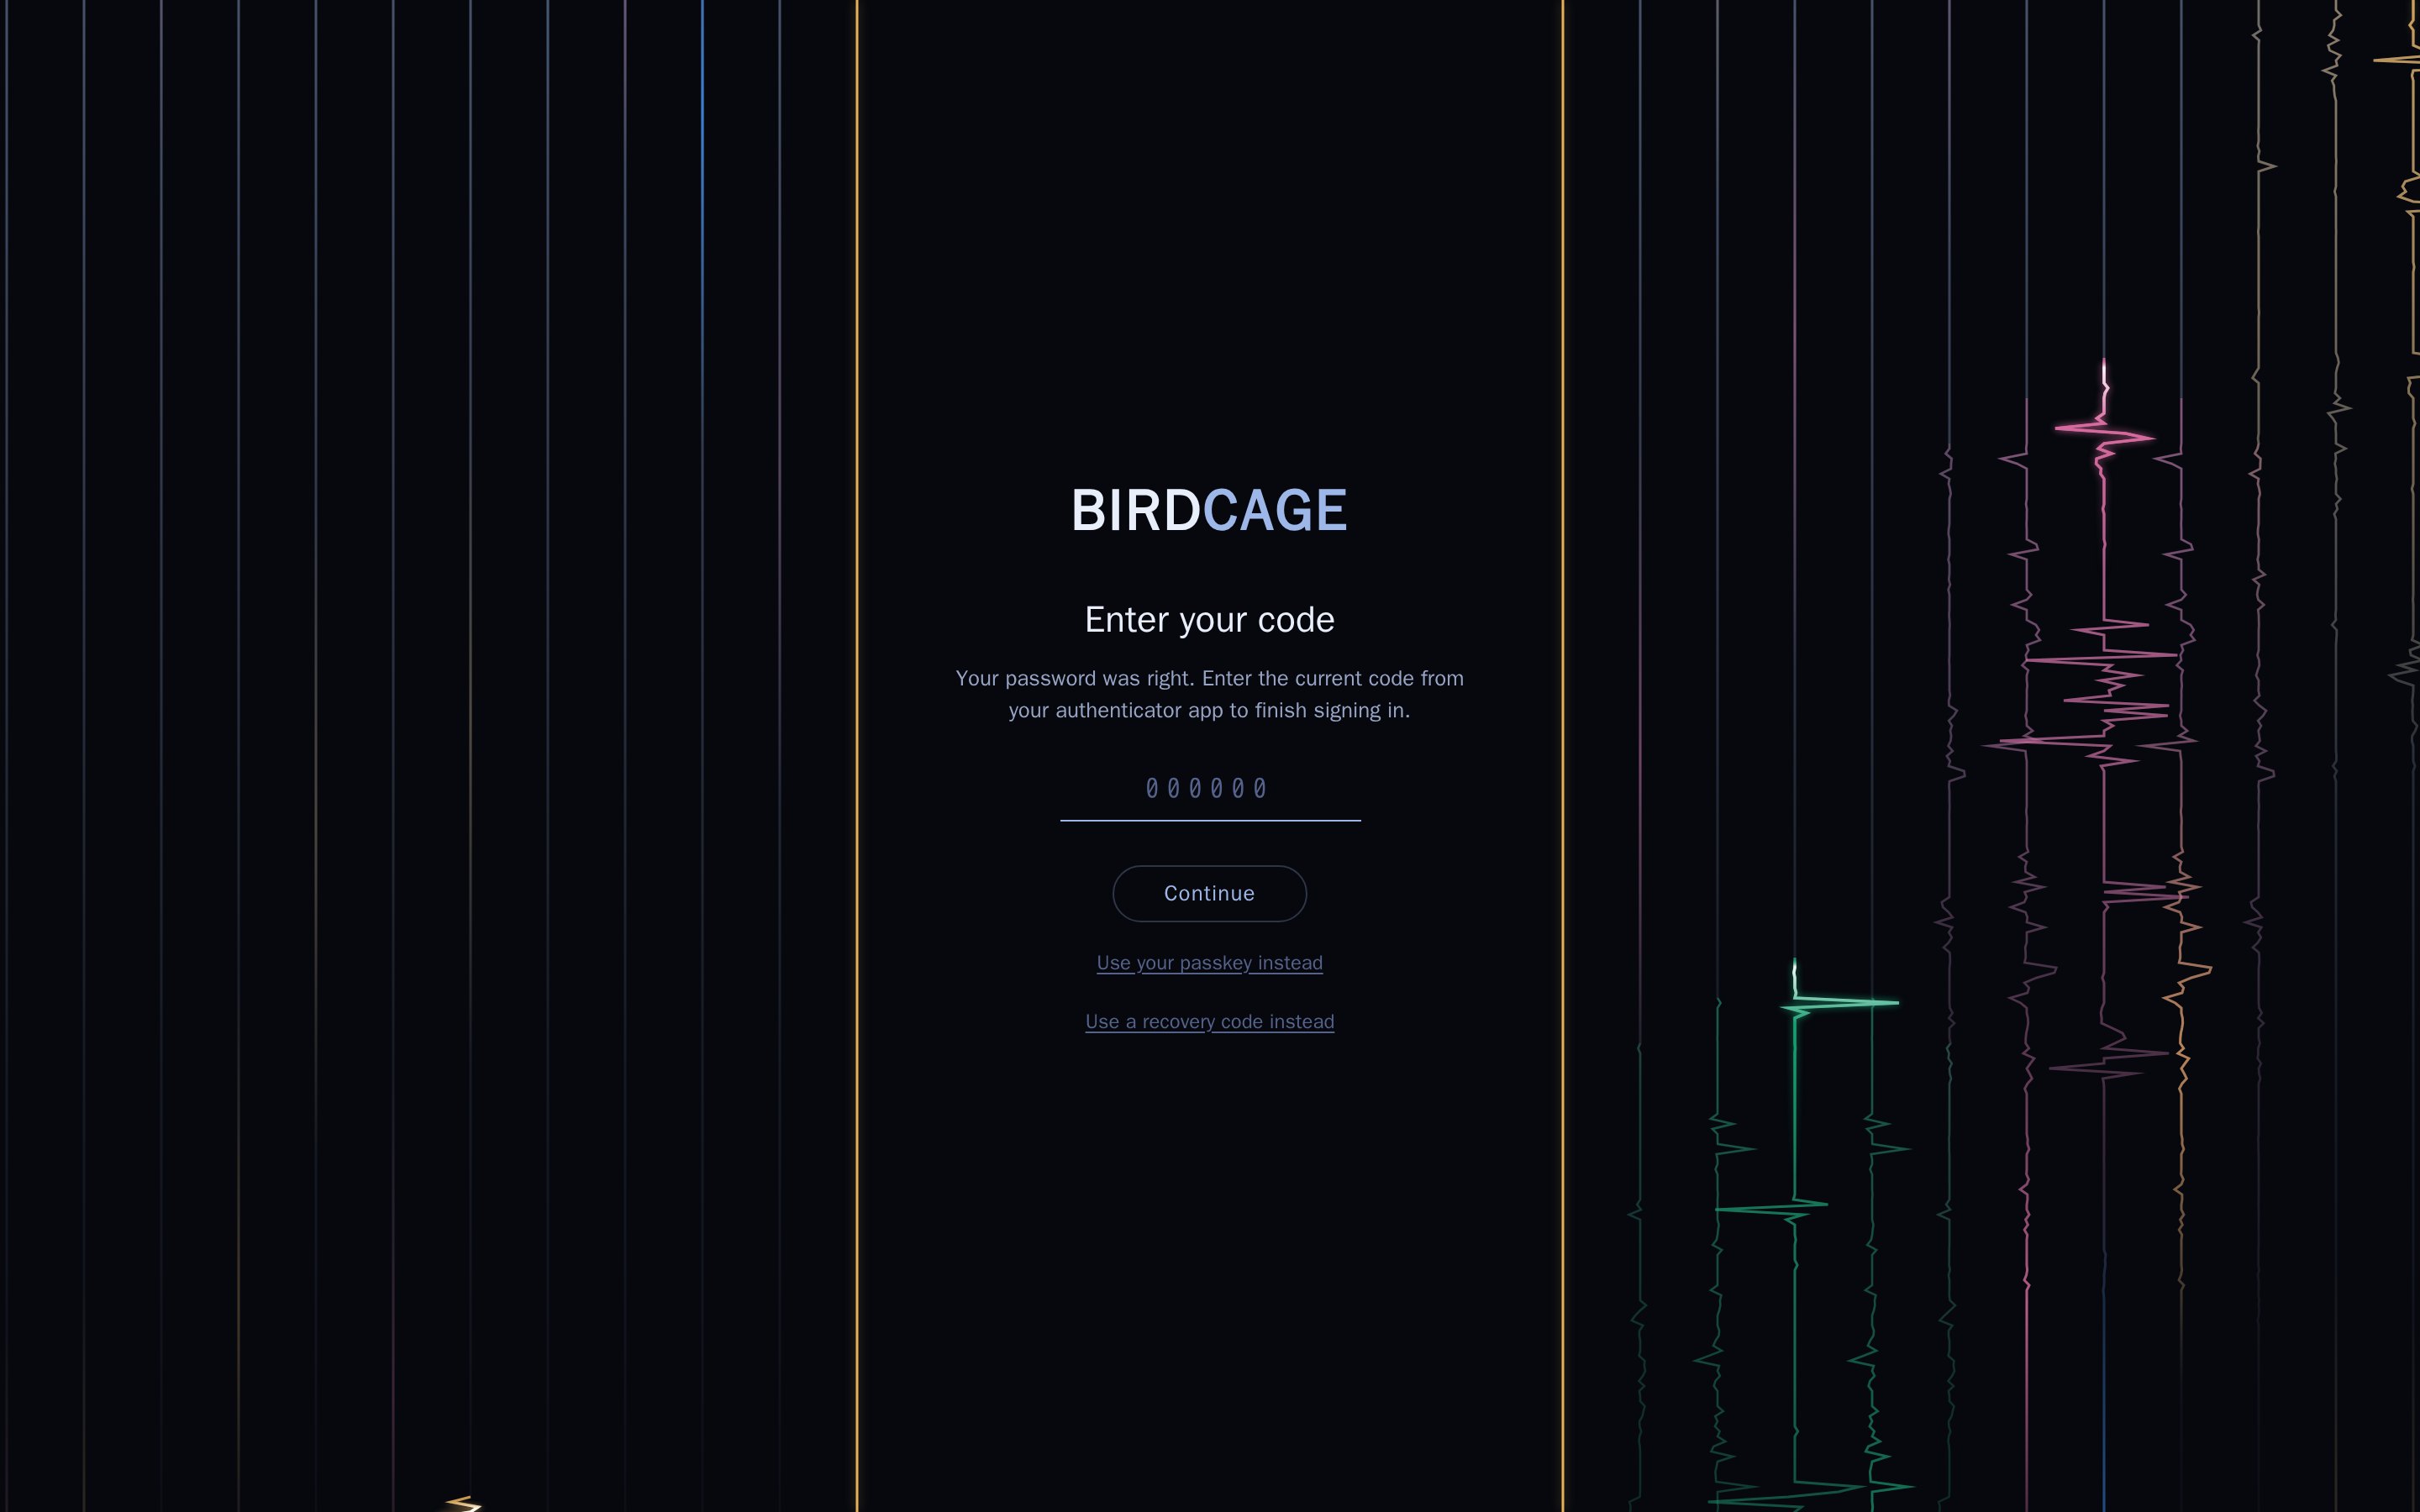 BIRDCAGE
Enter your code
Your password was right. Enter the current code from
your authenticator app to finish signing in.
000000
Continue
Use your passkey instead
Use a recovery code instead